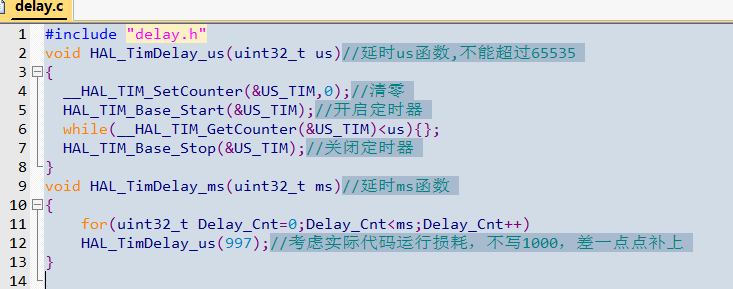 delay.c
1 #include "delay.h"
2 void HAL_TimDelay_us(uint32_t us)//延时us函数,不能超过65535
3 {
4 __HAL_TIM_SetCounter(&US_TIM,0);//清零
5 HAL_TIM_Base_Start(&US_TIM);//开启定时器
6 while(__HAL_TIM_GetCounter(&US_TIM)<us){};
7 HAL_TIM_Base_Stop(&US_TIM);//关闭定时器
8 }
9 void HAL_TimDelay_ms(uint32_t ms)//延时ms函数
10 {
11 for(uint32_t Delay_Cnt=0;Delay_Cnt<ms;Delay_Cnt++)
12 HAL_TimDelay_us(997);//考虑实际代码运行损耗，不写1000，差一点点补上
13 }
14